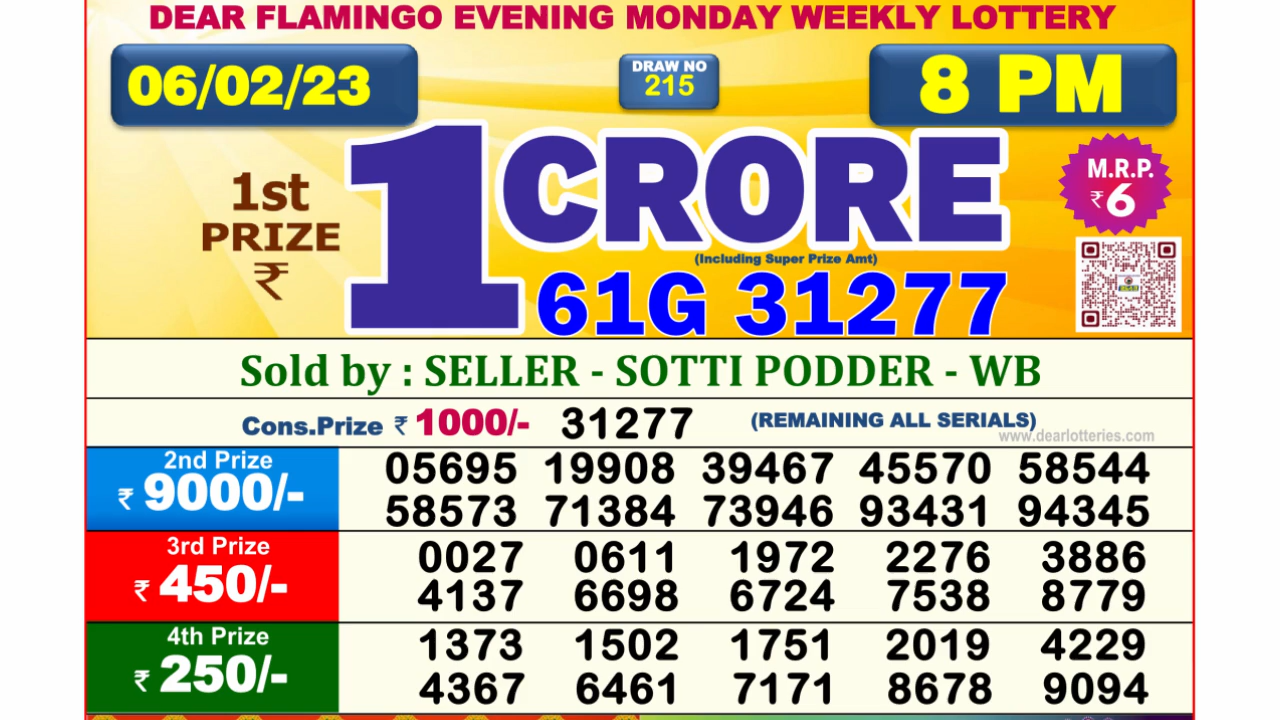 DEAR FLAMINGO EVENING MONDAY WEEKLY LOTTERY
06/02/23
DRAW NO
215
8 PM
1st
PRIZE
₹
1 CRORE
(Including Super Prize Amt)
61G 31277
M.R.P.
₹ 6
Sold by : SELLER - SOTTI PODDER - WB
Cons.Prize ₹ 1000/- 31277 (REMAINING ALL SERIALS)
www.dearlotteries.com
2nd Prize
₹ 9000/-
05695 19908 39467 45570 58544
58573 71384 73946 93431 94345
3rd Prize
₹ 450/-
0027 0611 1972 2276 3886
4137 6698 6724 7538 8779
4th Prize
₹ 250/-
1373 1502 1751 2019 4229
4367 6461 7171 8678 9094